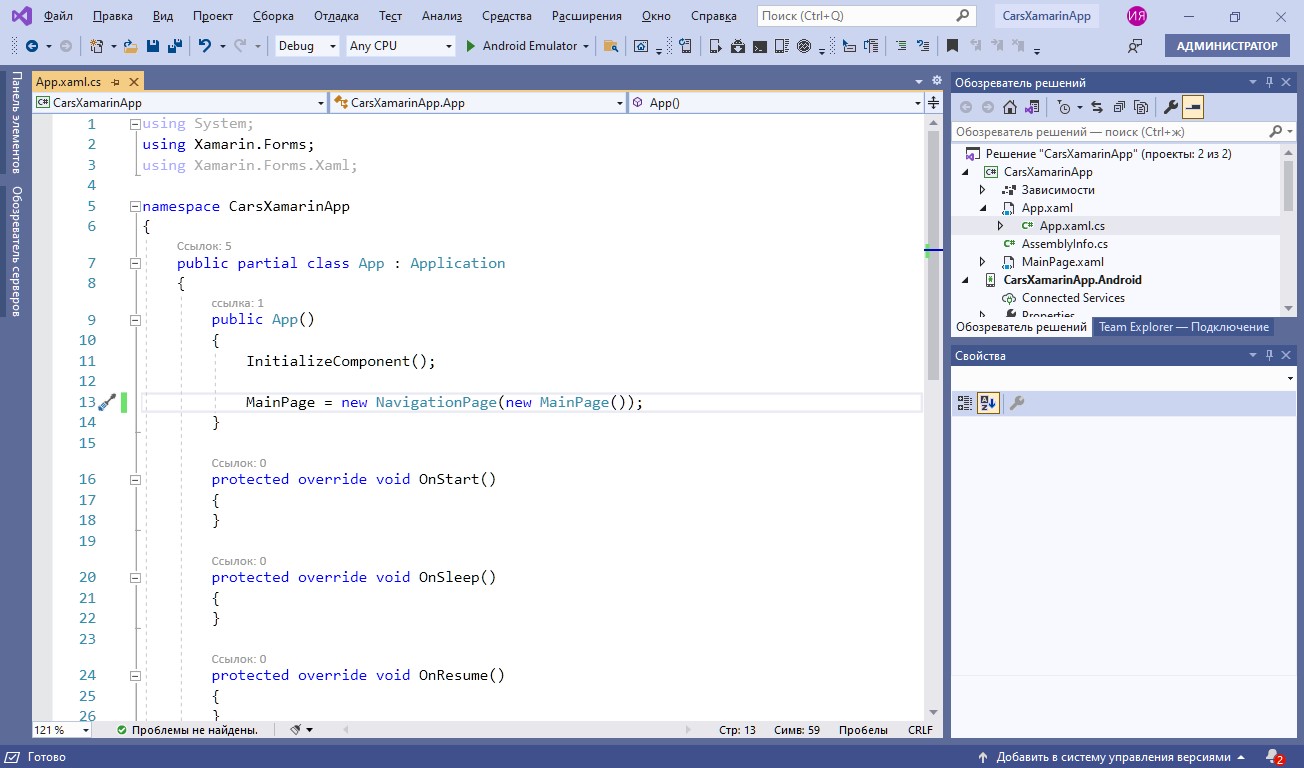 Файл Правка Вид Проект Сборка Отладка Тест Анализ Средства Расширения Окно Справка Поиск (Ctrl+Q) CarsXamarinApp ИЯ
Debug Any CPU Android Emulator АДМИНИСТРАТОР
Панель элементов
Обозреватель серверов
App.xaml.cs
CarsXamarinApp CarsXamarinApp.App App()
1 using System;
2 using Xamarin.Forms;
3 using Xamarin.Forms.Xaml;
4
5 namespace CarsXamarinApp
6 {
Ссылок: 5
7 public partial class App : Application
8 {
ссылка: 1
9 public App()
10 {
11 InitializeComponent();
12
13 MainPage = new NavigationPage(new MainPage());
14 }
15
Ссылок: 0
16 protected override void OnStart()
17 {
18 }
19
Ссылок: 0
20 protected override void OnSleep()
21 {
22 }
23
Ссылок: 0
24 protected override void OnResume()
25 {
26 }
121 % Проблемы не найдены. Стр: 13 Симв: 59 Пробелы CRLF
Обозреватель решений
Обозреватель решений — поиск (Ctrl+ж)
Решение "CarsXamarinApp" (проекты: 2 из 2)
C# CarsXamarinApp
Зависимости
App.xaml
C# App.xaml.cs
C# AssemblyInfo.cs
MainPage.xaml
CarsXamarinApp.Android
Connected Services
Properties
Обозреватель решений Team Explorer — Подключение
Свойства
Готово Добавить в систему управления версиями 2